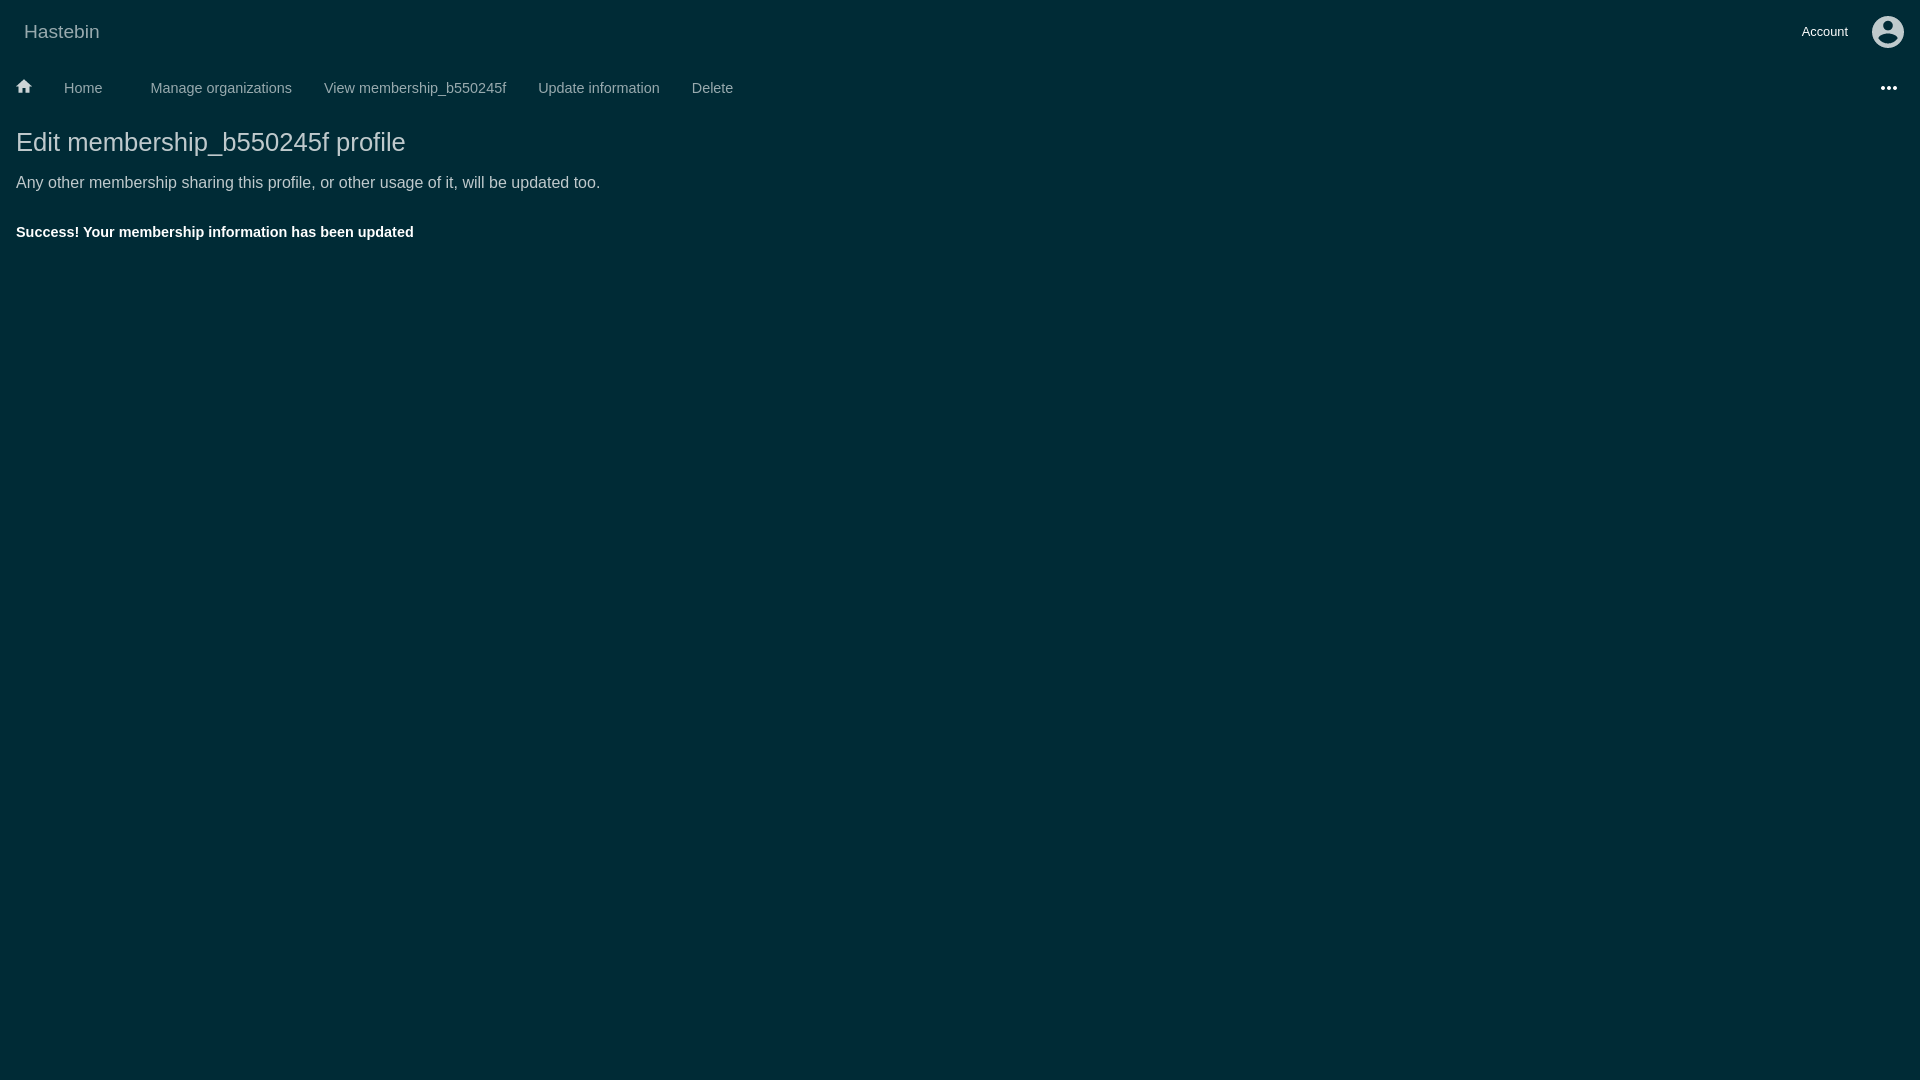 Hastebin
Account
Home
Manage organizations
View membership_b550245f
Update information
Delete
Edit membership_b550245f profile
Any other membership sharing this profile, or other usage of it, will be updated too.
Success! Your membership information has been updated